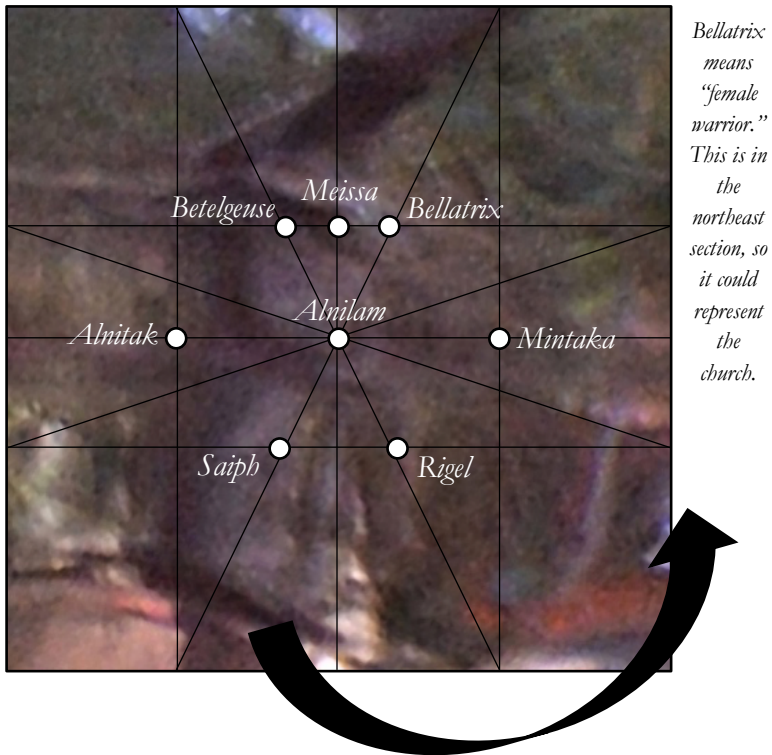 Betelgeuse
Meissa
Bellatrix
Alnilam
Alnitak
Mintaka
Saiph
Rigel
Bellatrix
means
“female
warrior.”
This is in
the
northeast
section, so
it could
represent
the
church.